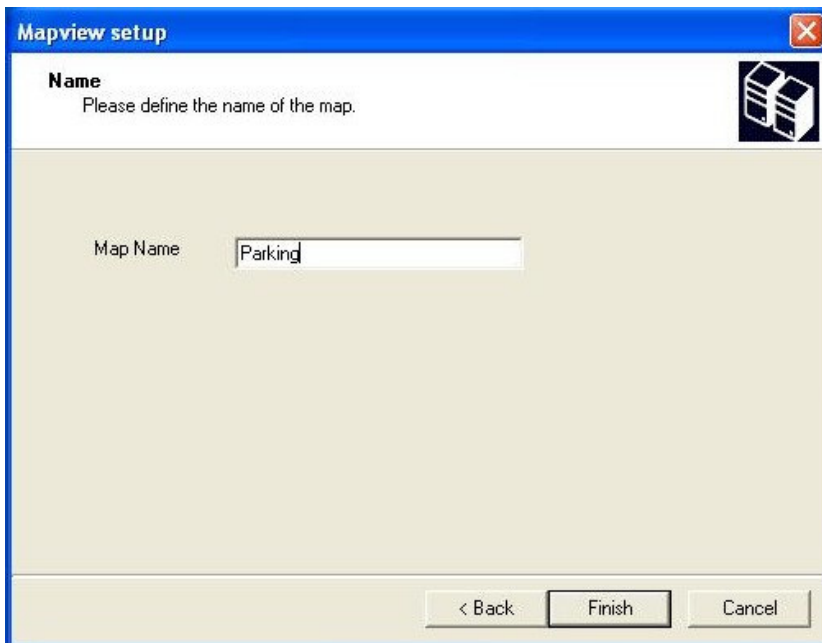 Mapview setup
Name
Please define the name of the map.
Map Name
Parking
< Back
Finish
Cancel